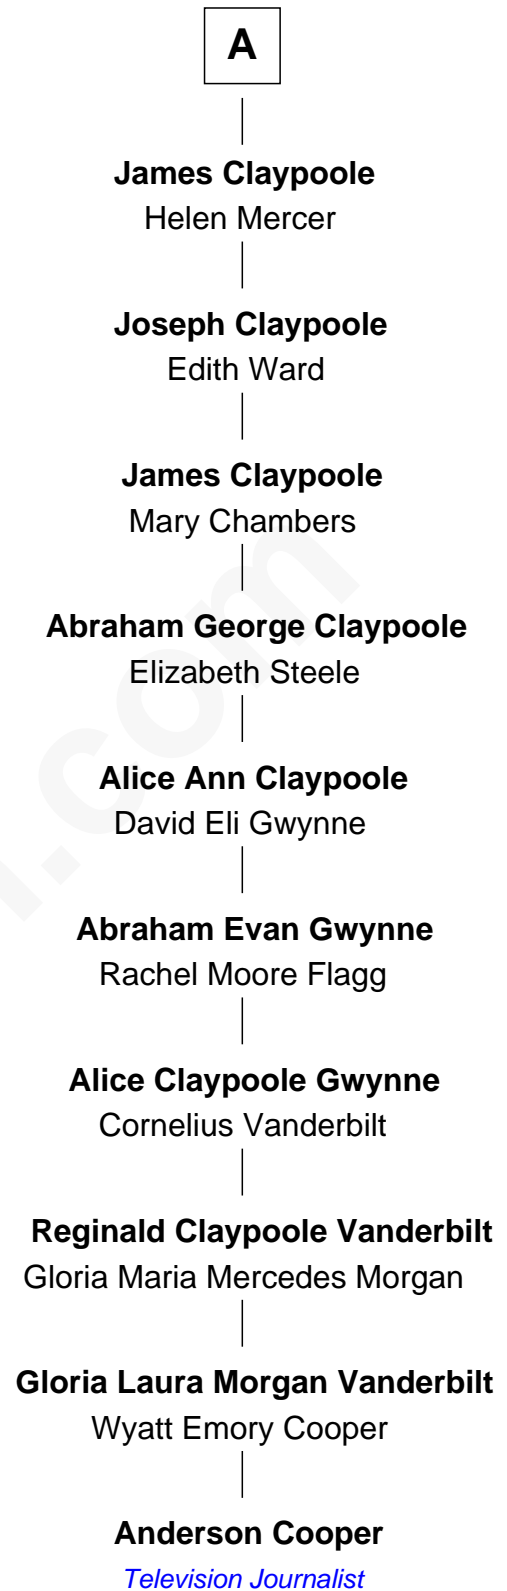 A
James Claypoole
Helen Mercer
Joseph Claypoole
Edith Ward
James Claypoole
Mary Chambers
Abraham George Claypoole
Elizabeth Steele
Alice Ann Claypoole
David Eli Gwynne
Abraham Evan Gwynne
Rachel Moore Flagg
Alice Claypoole Gwynne
Cornelius Vanderbilt
Reginald Claypoole Vanderbilt
Gloria Maria Mercedes Morgan
Gloria Laura Morgan Vanderbilt
Wyatt Emory Cooper
Anderson Cooper
Television Journalist